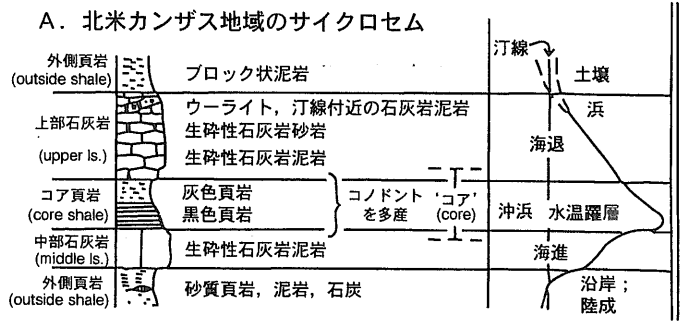 A. 北米カンザス地域のサイクロセム
汀線
外側頁岩
(outside shale)
ブロック状泥岩
土壌
上部石灰岩
(upper ls.)
ウーライト，汀線付近の石灰岩泥岩
生砕性石灰岩砂岩
生砕性石灰岩泥岩
浜
海退
コア頁岩
(core shale)
灰色頁岩
黒色頁岩
コノドント
を多産
'コア'
(core)
沖浜
水温躍層
中部石灰岩
(middle ls.)
生砕性石灰岩泥岩
海進
外側頁岩
(outside shale)
砂質頁岩，泥岩，石炭
沿岸；
陸成